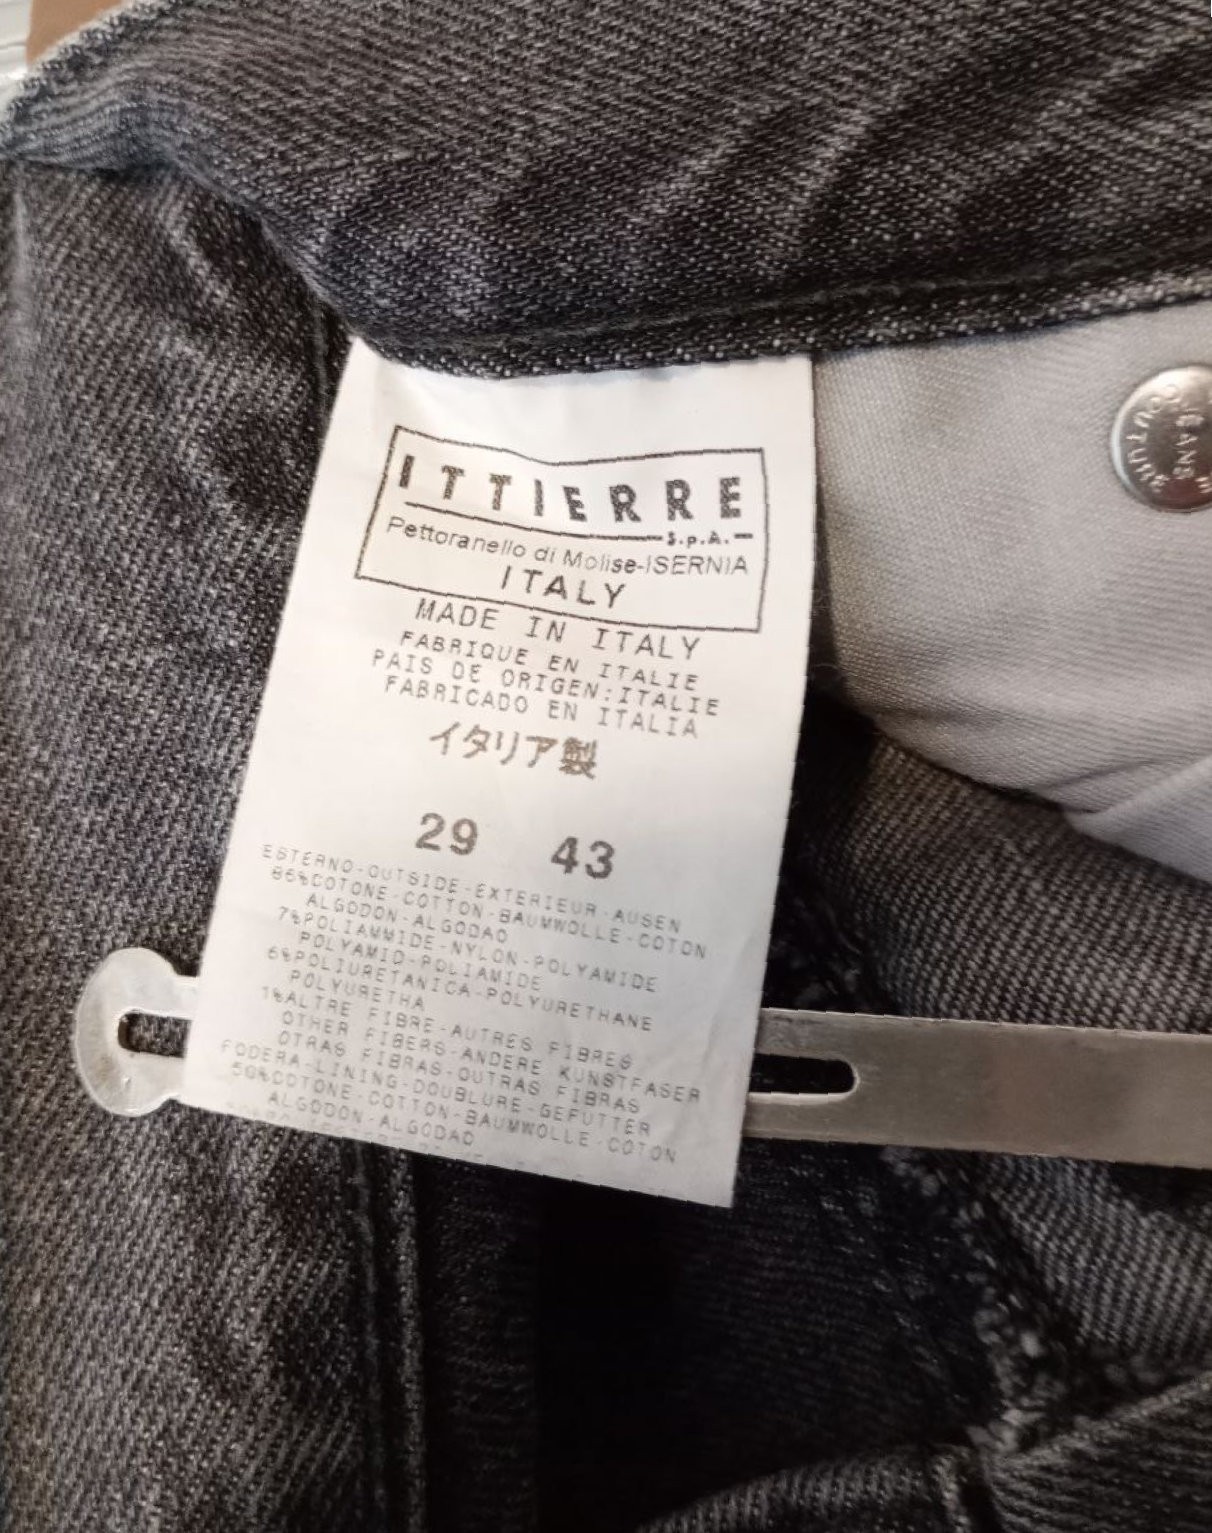 ITTIERRE
S.p.A.
Pettoranello di Molise-ISERNIA
ITALY
MADE IN ITALY
FABRIQUE EN ITALIE
PAIS DE ORIGEN:ITALIE
FABRICADO EN ITALIA
イタリア製
29 43
ESTERNO-OUTSIDE-EXTERIEUR-AUSEN
86%COTONE-COTTON-BAUMWOLLE-COTON
ALGODON-ALGODAO
7%POLIAMMIDE-NYLON-POLYAMIDE
POLYAMID-POLIAMIDE
6%POLIURETANICA-POLYURETHANE
POLYURETHA
1%ALTRE FIBRE-AUTRES FIBRES
OTHER FIBERS-ANDERE KUNSTFASER
OTRAS FIBRAS-OUTRAS FIBRAS
FODERA-LINING-DOUBLURE-GEFUTTER
50%COTONE-COTTON-BAUMWOLLE-COTON
ALGODON-ALGODAO
JEANS
COUTURE